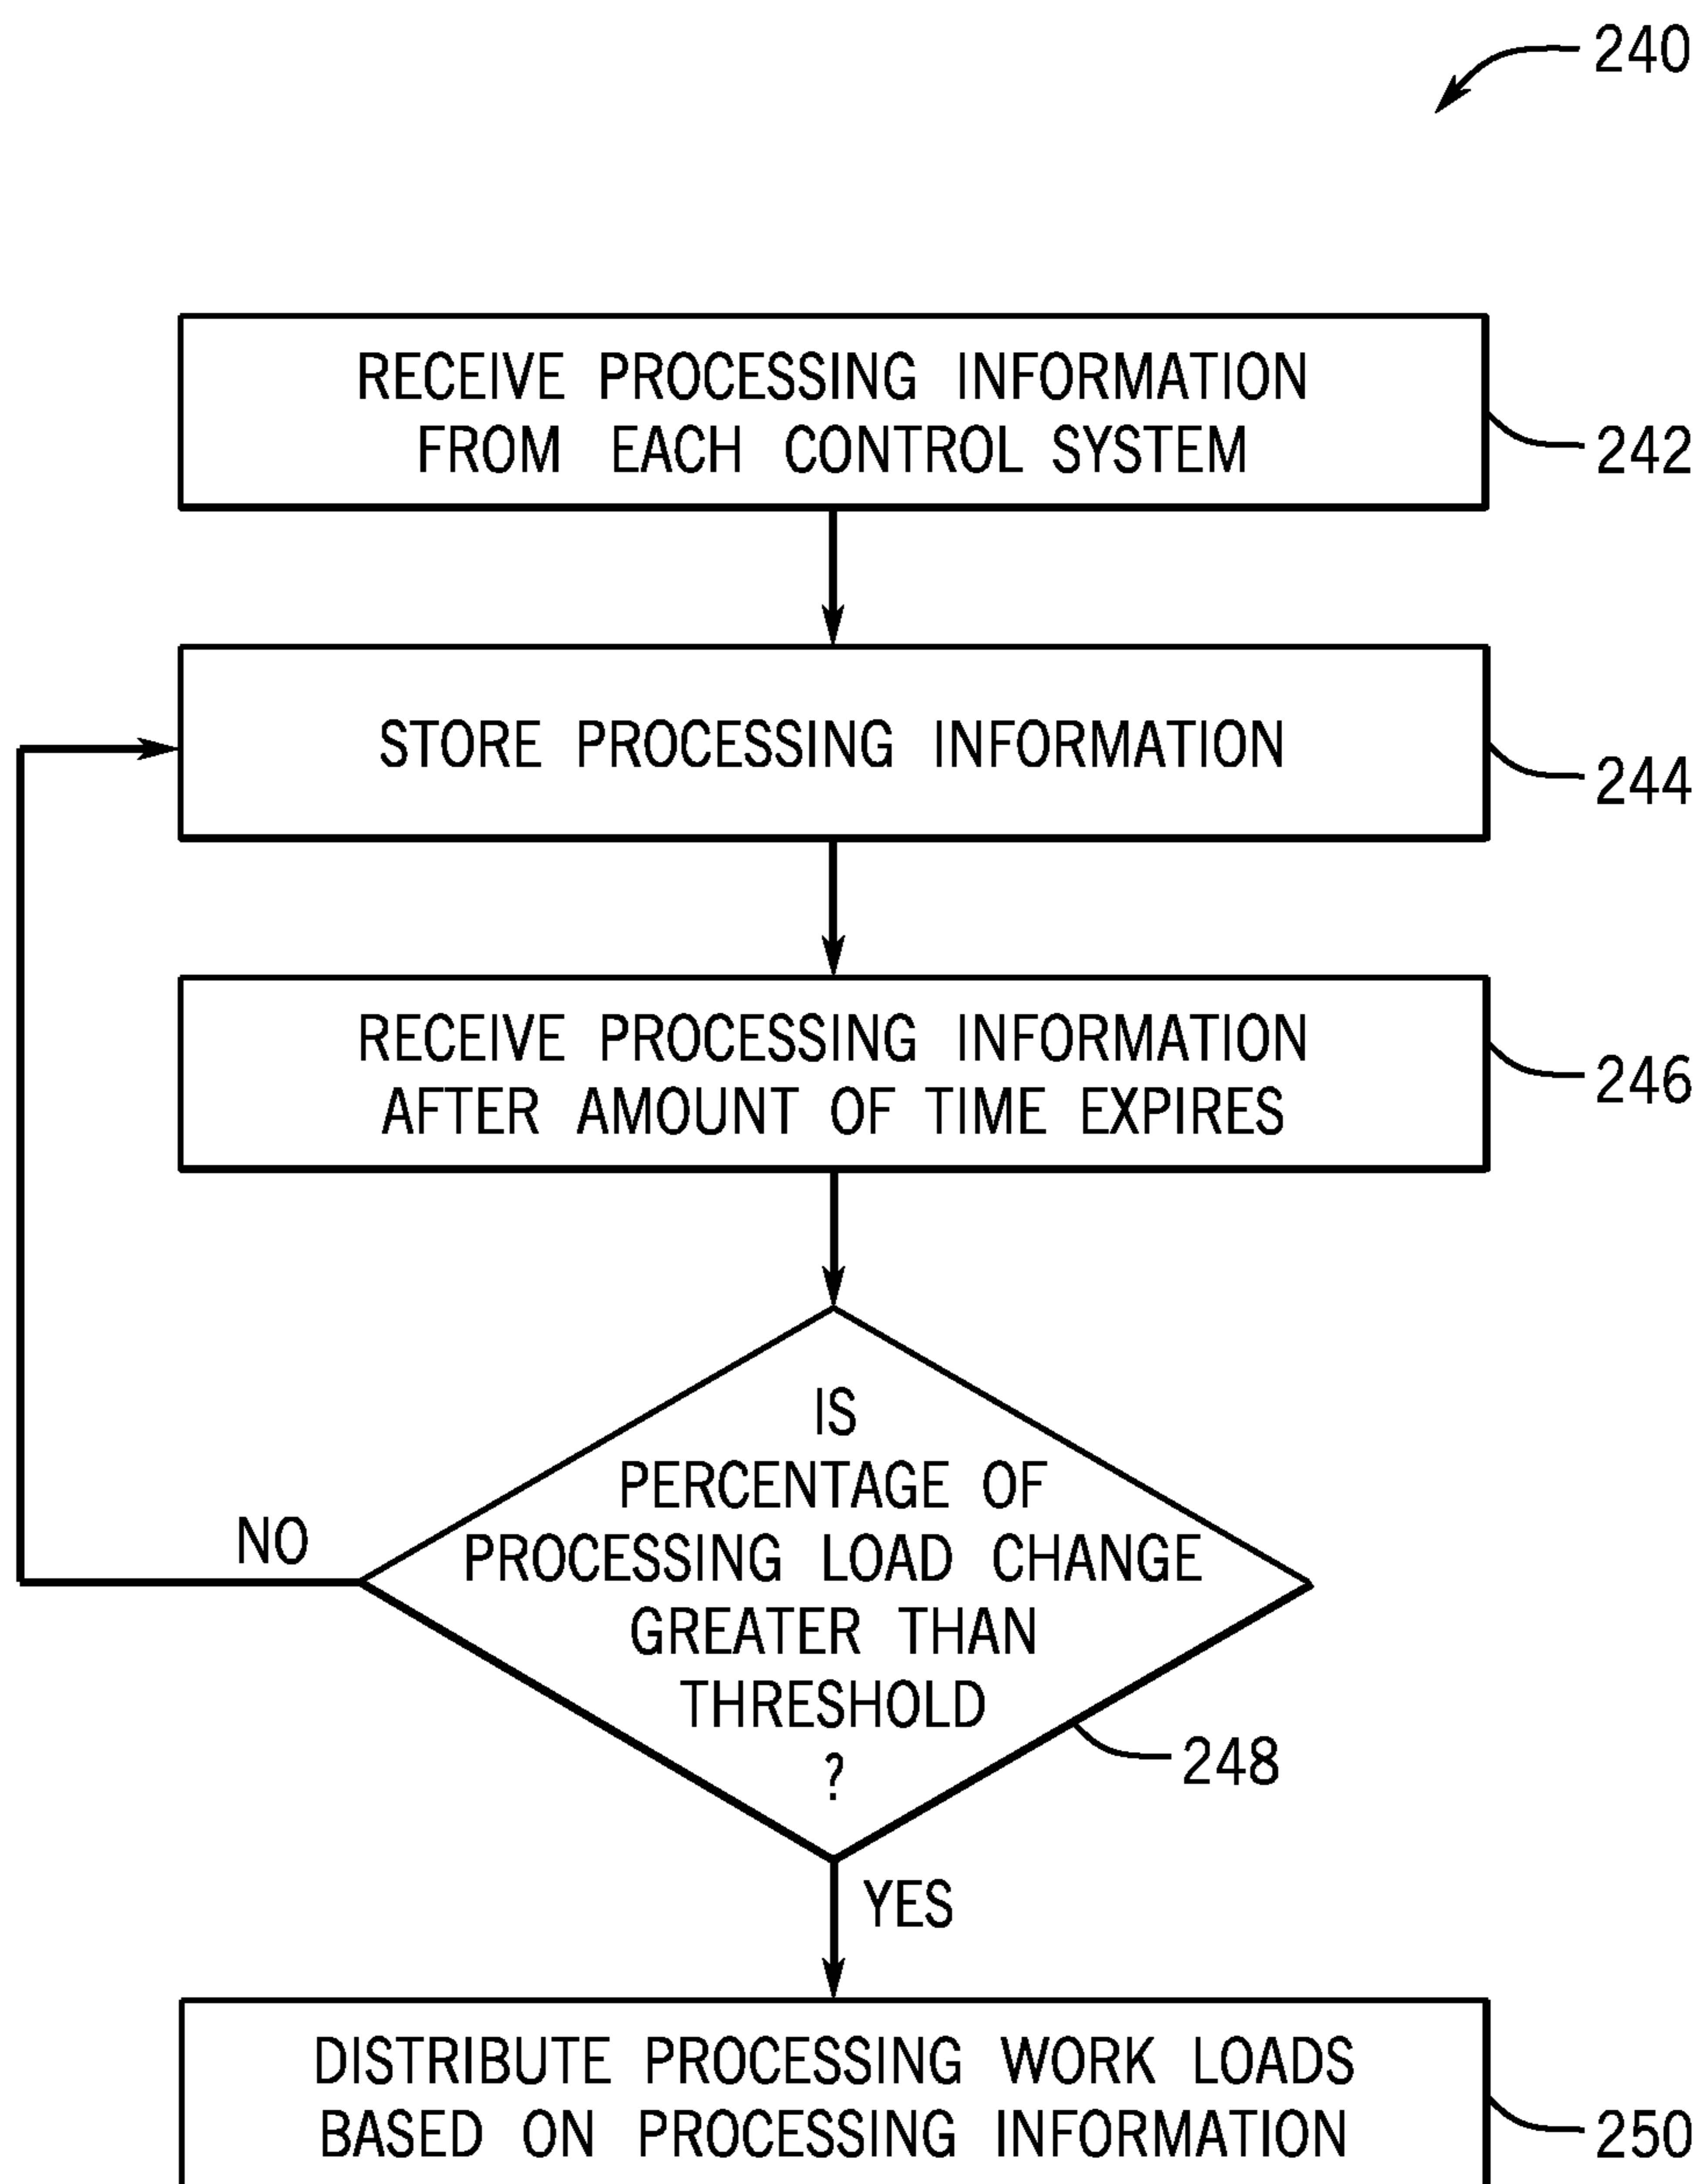 240
RECEIVE PROCESSING INFORMATION
FROM EACH CONTROL SYSTEM
242
STORE PROCESSING INFORMATION
244
RECEIVE PROCESSING INFORMATION
AFTER AMOUNT OF TIME EXPIRES
246
IS
PERCENTAGE OF
PROCESSING LOAD CHANGE
GREATER THAN
THRESHOLD
?
NO
248
YES
DISTRIBUTE PROCESSING WORK LOADS
BASED ON PROCESSING INFORMATION
250